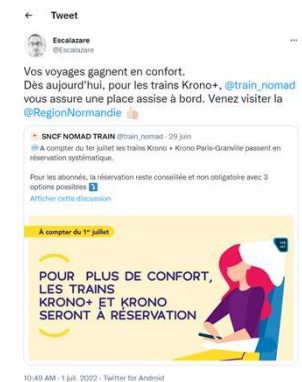 Tweet
Escalazare
@Escalazare
Vos voyages gagnent en confort.
Dès aujourd'hui, pour les trains Krono+, @train_nomad
vous assure une place assise à bord. Venez visiter la
@RegionNormandie
SNCF NOMAD TRAIN @train_nomad · 29 juin
A compter du 1er juillet les trains Krono + Krono Paris-Granville passent en
réservation systématique.
Pour les abonnés, la réservation reste conseillée et non obligatoire avec 3
options possibles
Afficher cette discussion
À compter du 1er juillet
POUR PLUS DE CONFORT,
LES TRAINS
KRONO+ ET KRONO
SERONT À RÉSERVATION
10:49 AM · 1 juil. 2022 · Twitter for Android